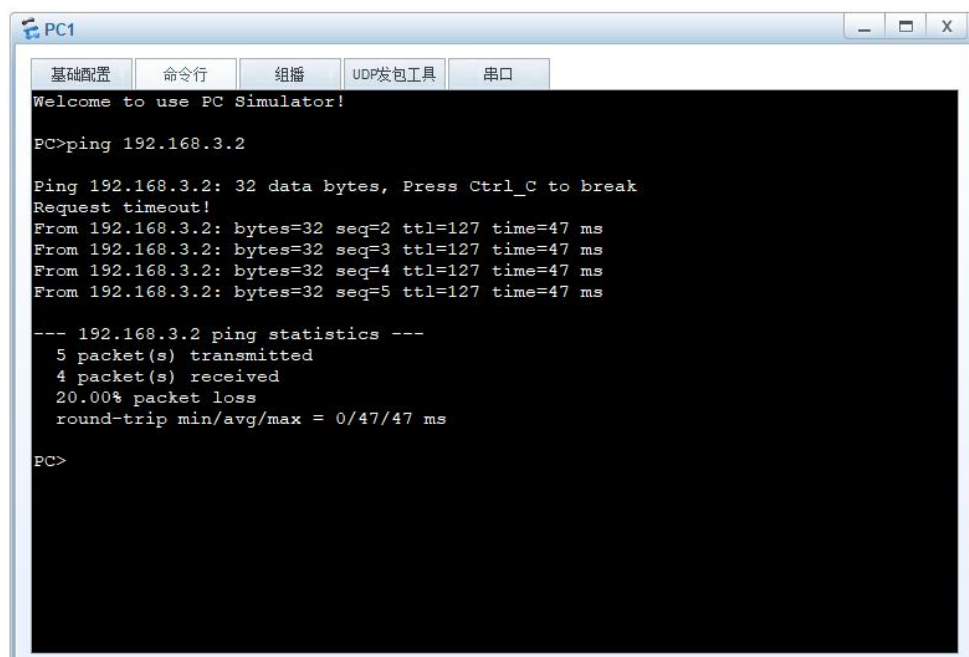 PC1
基础配置 命令行 组播 UDP发包工具 串口
Welcome to use PC Simulator!
PC>ping 192.168.3.2
Ping 192.168.3.2: 32 data bytes, Press Ctrl_C to break
Request timeout!
From 192.168.3.2: bytes=32 seq=2 ttl=127 time=47 ms
From 192.168.3.2: bytes=32 seq=3 ttl=127 time=47 ms
From 192.168.3.2: bytes=32 seq=4 ttl=127 time=47 ms
From 192.168.3.2: bytes=32 seq=5 ttl=127 time=47 ms
--- 192.168.3.2 ping statistics ---
5 packet(s) transmitted
4 packet(s) received
20.00% packet loss
round-trip min/avg/max = 0/47/47 ms
PC>